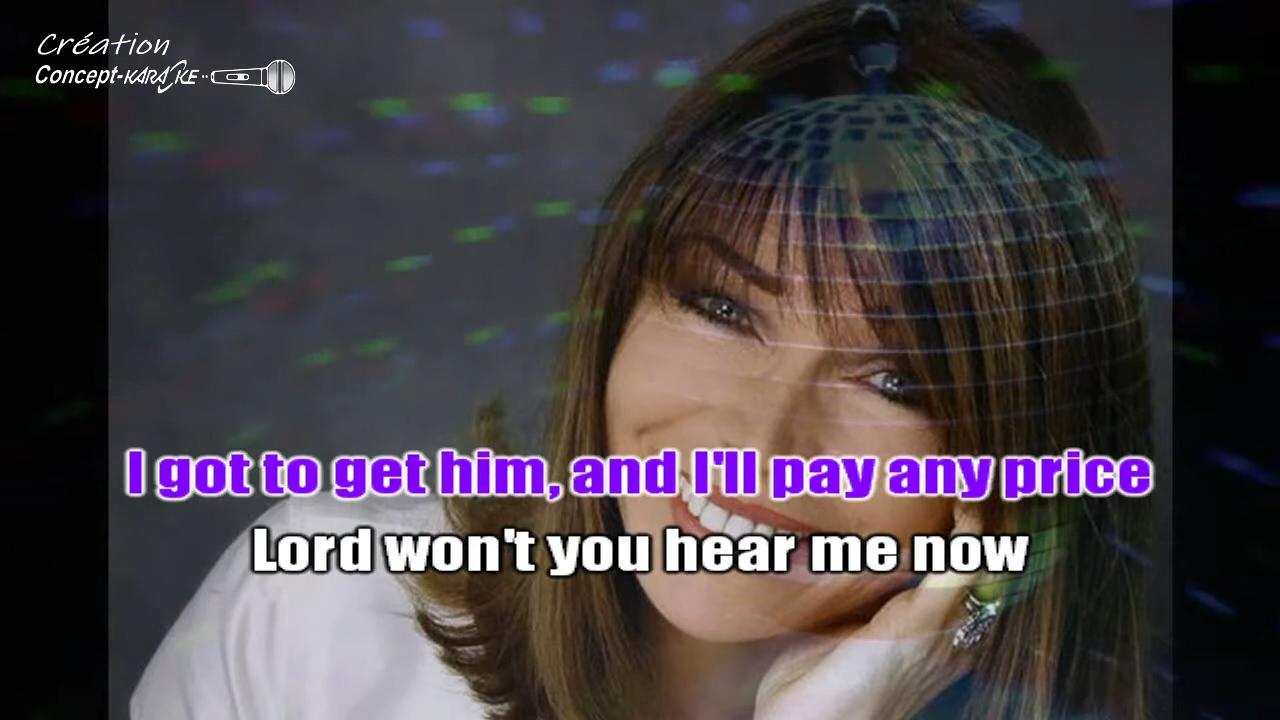 Création
Concept-KARAOKE
I got to get him, and I'll pay any price
Lord won't you hear me now